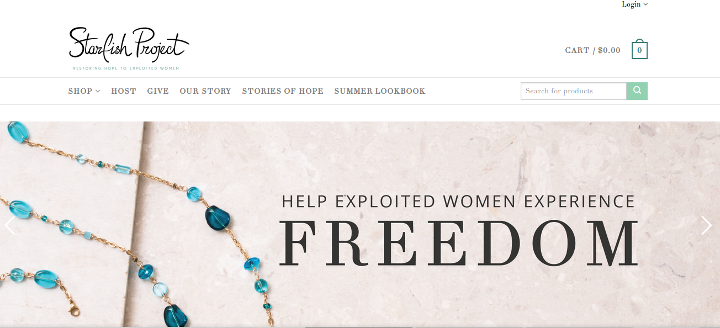 Login
Starfish Project
RESTORING HOPE TO EXPLOITED WOMEN
CART / $0.00 0
SHOP HOST GIVE OUR STORY STORIES OF HOPE SUMMER LOOKBOOK Search for products
HELP EXPLOITED WOMEN EXPERIENCE
FREEDOM